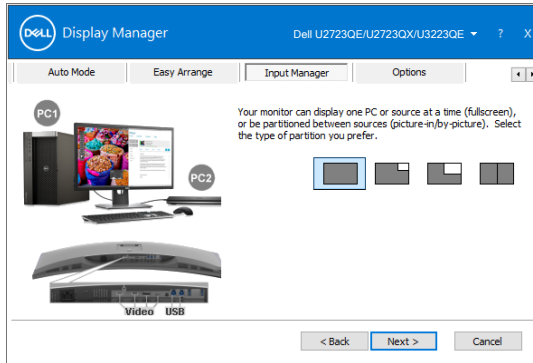 DELL Display Manager
Dell U2723QE/U2723QX/U3223QE ? X
Auto Mode Easy Arrange Input Manager Options
PC1
Your monitor can display one PC or source at a time (fullscreen),
or be partitioned between sources (picture-in/by-picture). Select
the type of partition you prefer.
PC2
Video USB
< Back Next > Cancel